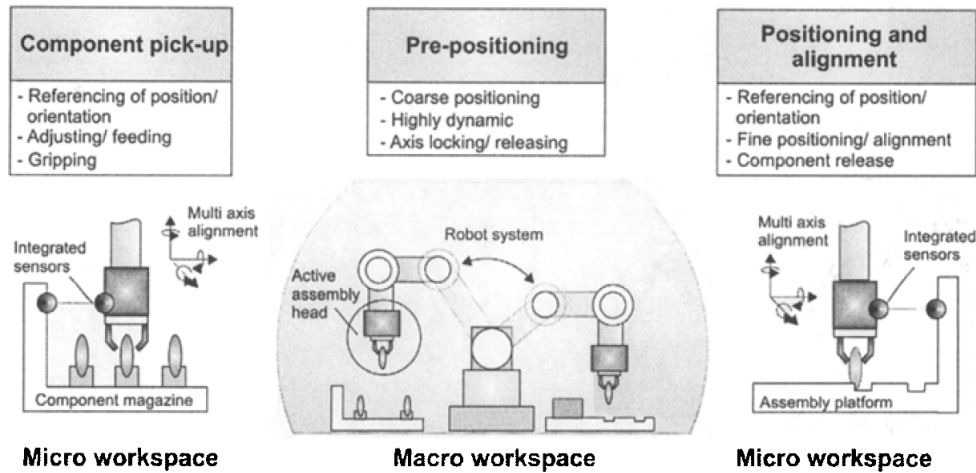 Component pick-up
- Referencing of position/
orientation
- Adjusting/ feeding
- Gripping
Pre-positioning
- Coarse positioning
- Highly dynamic
- Axis locking/ releasing
Positioning and
alignment
- Referencing of position/
orientation
- Fine positioning/ alignment
- Component release
Multi axis
alignment
Integrated
sensors
Component magazine
Robot system
Active
assembly
head
Multi axis
alignment
Integrated
sensors
Assembly platform
Micro workspace
Macro workspace
Micro workspace